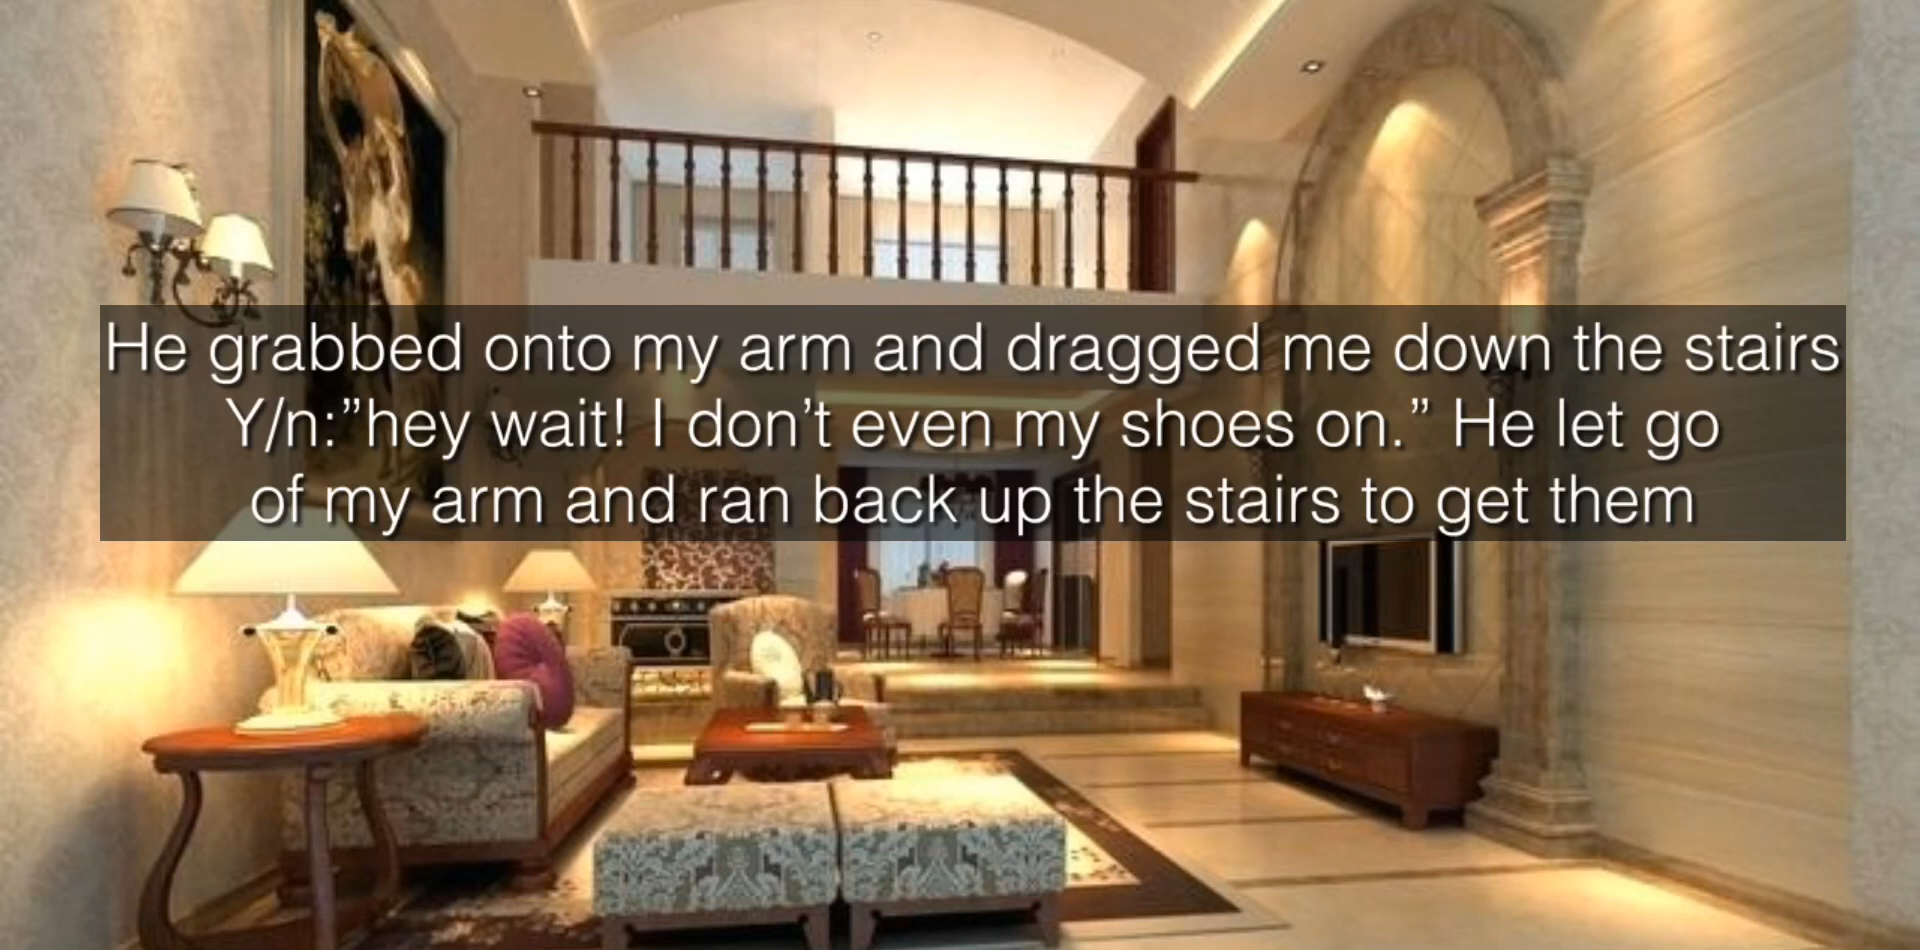 He grabbed onto my arm and dragged me down the stairs
Y/n:”hey wait! I don’t even my shoes on.” He let go
of my arm and ran back up the stairs to get them